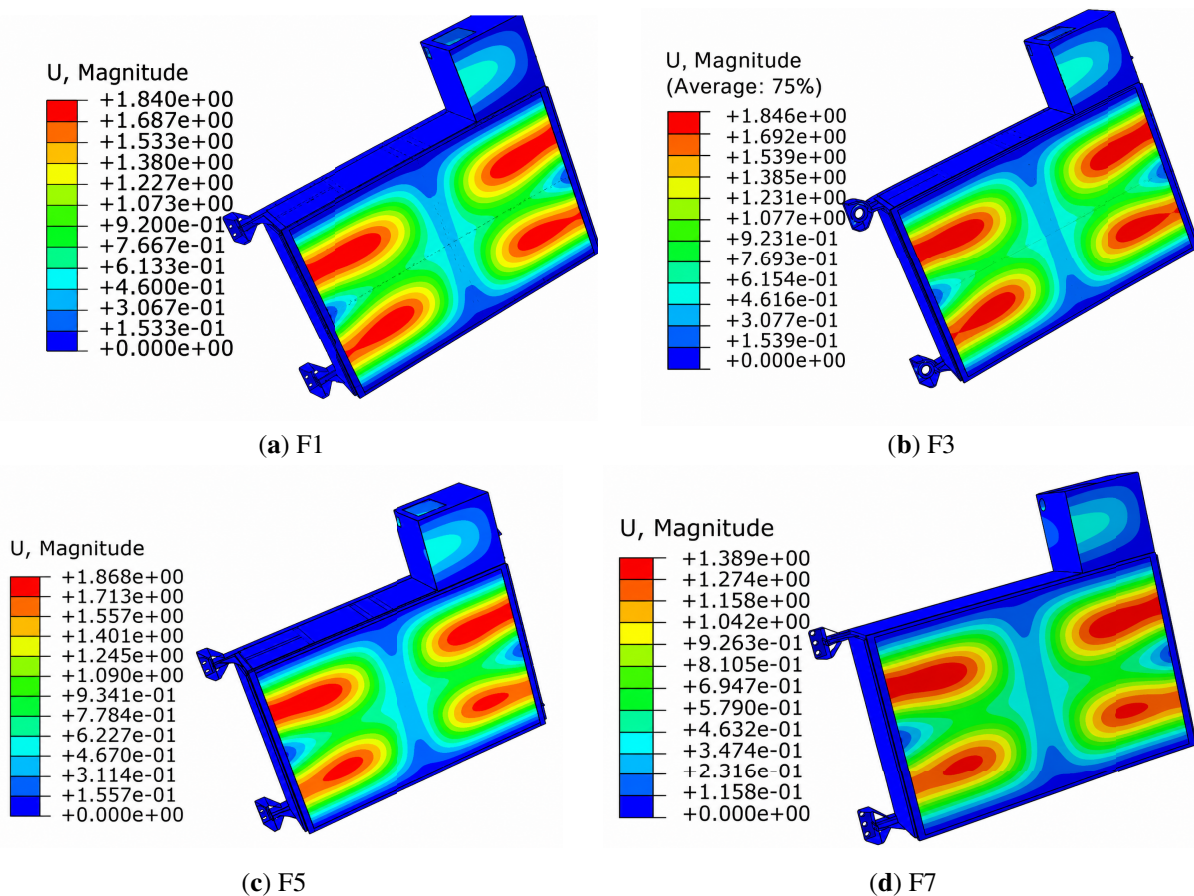 U, Magnitude
+1.840e+00
+1.687e+00
+1.533e+00
+1.380e+00
+1.227e+00
+1.073e+00
+9.200e-01
+7.667e-01
+6.133e-01
+4.600e-01
+3.067e-01
+1.533e-01
+0.000e+00
(a) F1
U, Magnitude
(Average: 75%)
+1.846e+00
+1.692e+00
+1.539e+00
+1.385e+00
+1.231e+00
+1.077e+00
+9.231e-01
+7.693e-01
+6.154e-01
+4.616e-01
+3.077e-01
+1.539e-01
+0.000e+00
(b) F3
U, Magnitude
+1.868e+00
+1.713e+00
+1.557e+00
+1.401e+00
+1.245e+00
+1.090e+00
+9.341e-01
+7.784e-01
+6.227e-01
+4.670e-01
+3.114e-01
+1.557e-01
+0.000e+00
(c) F5
U, Magnitude
+1.389e+00
+1.274e+00
+1.158e+00
+1.042e+00
+9.263e-01
+8.105e-01
+6.947e-01
+5.790e-01
+4.632e-01
+3.474e-01
+2.316e-01
+1.158e-01
+0.000e+00
(d) F7